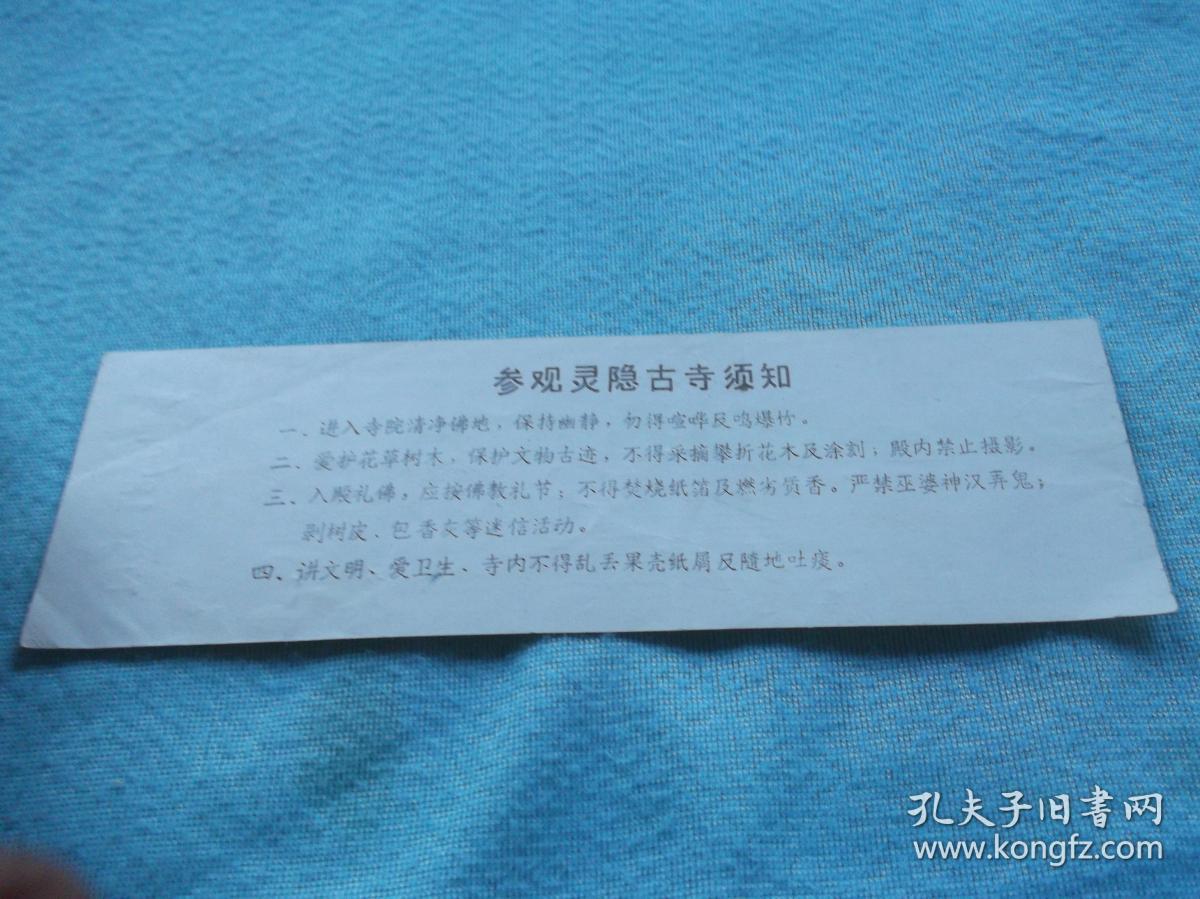 参观灵隐古寺须知
一、进入寺院清净佛地，保持幽静，勿得喧哗及鸣爆竹。
二、爱护花草树木，保护文物古迹，不得采摘攀折花木及涂刻；殿内禁止摄影。
三、入殿礼佛，应按佛教礼节；不得焚烧纸箔及燃劣质香。严禁巫婆神汉弄鬼；
剥树皮、包香灰等迷信活动。
四、讲文明、爱卫生、寺内不得乱丢果壳纸屑及随地吐痰。
孔夫子旧書网
www.kongfz.com